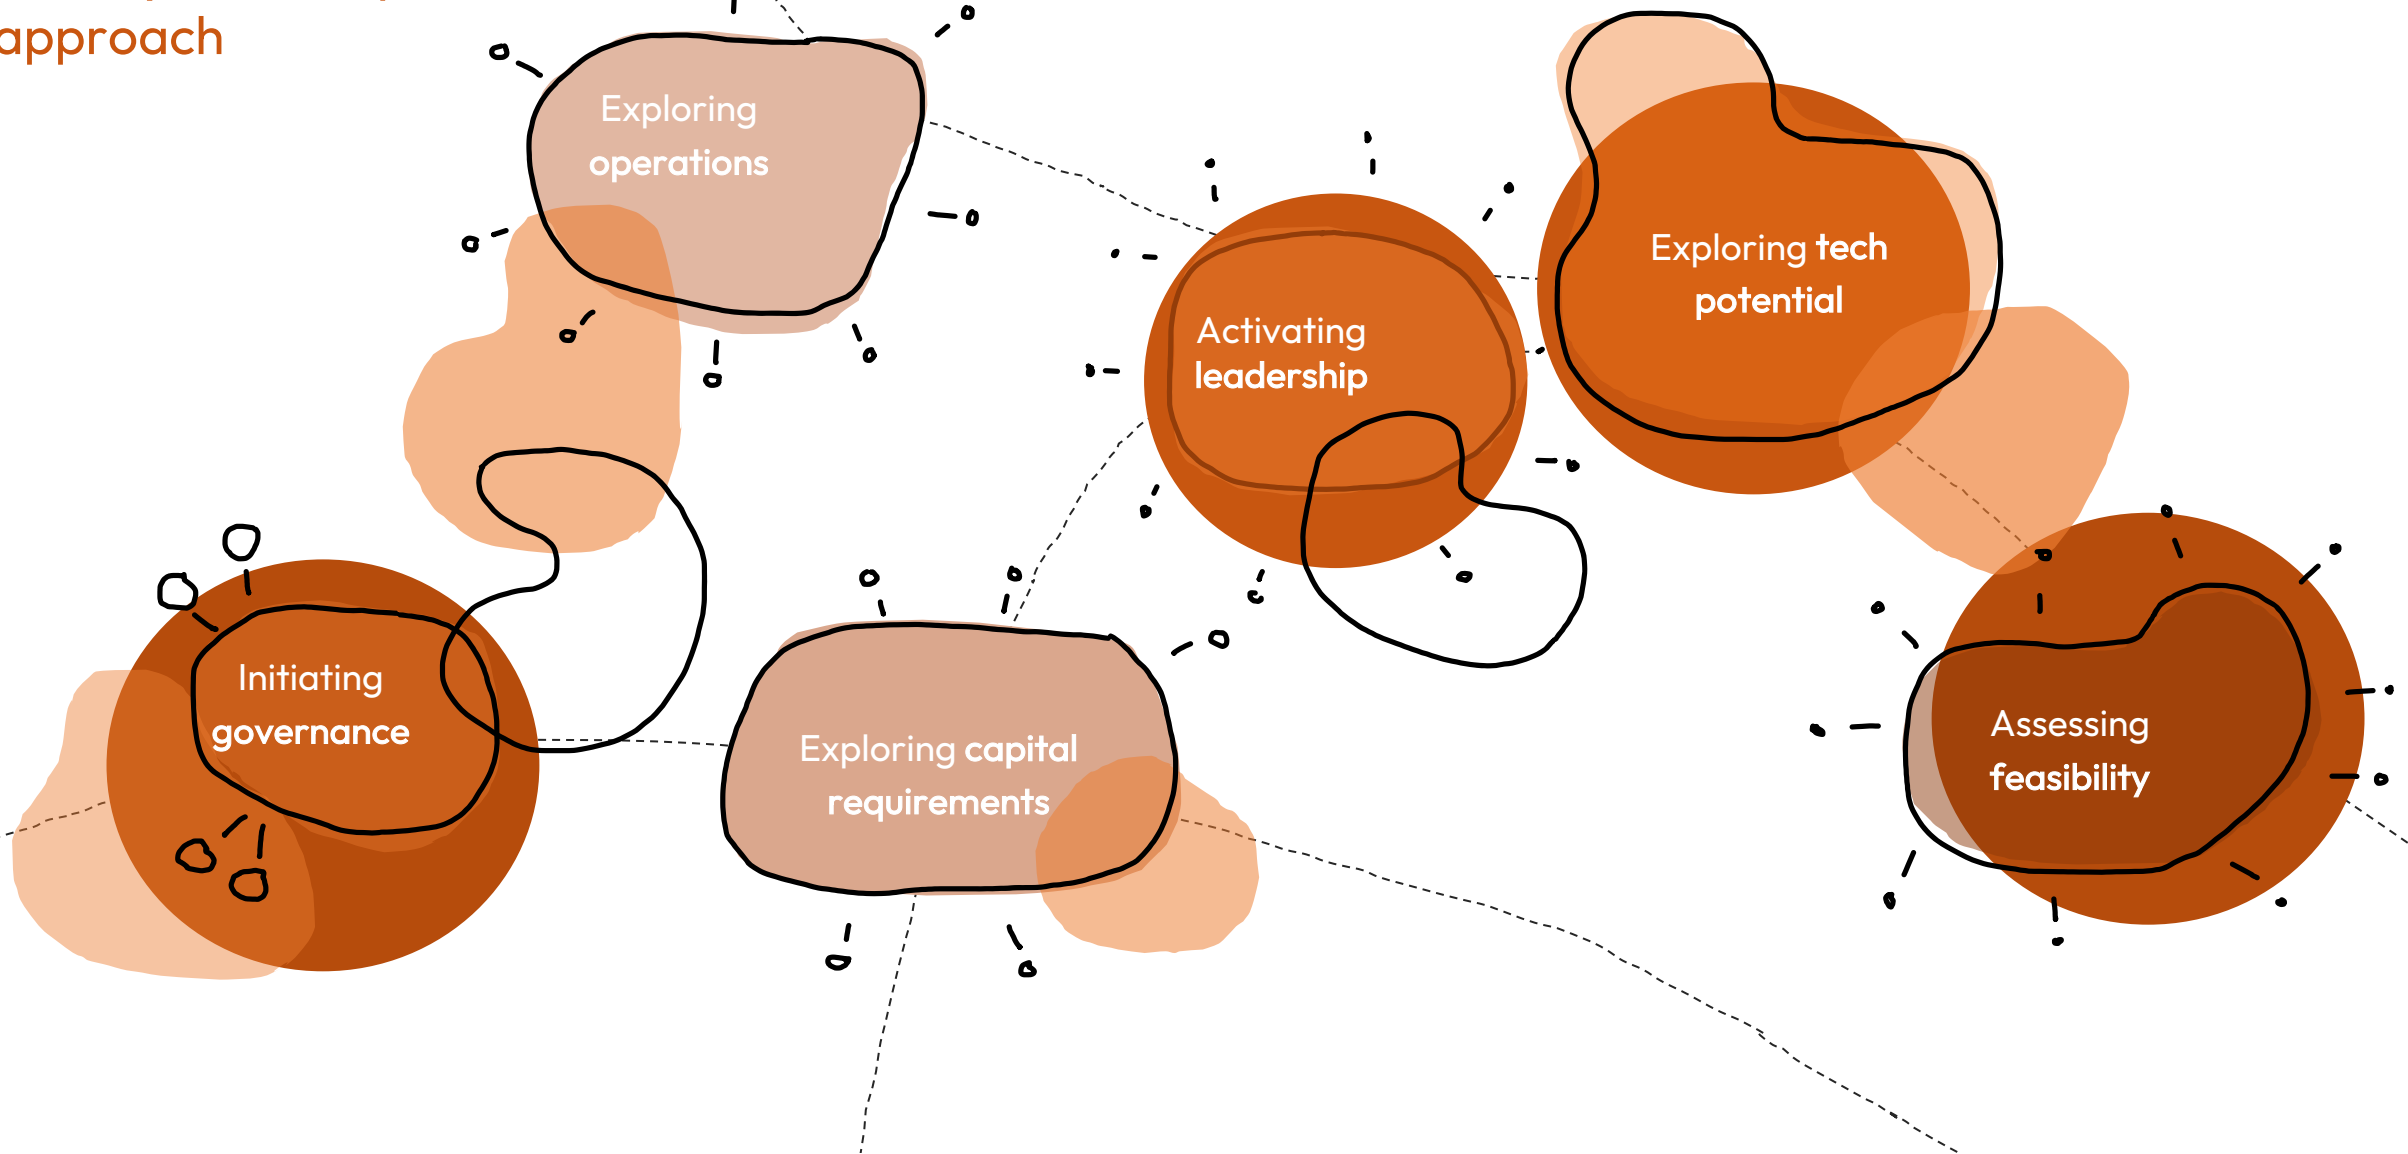 approach
Exploring
operations
Exploring tech
potential
Activating
leadership
Initiating
governance
Exploring capital
requirements
Assessing
feasibility